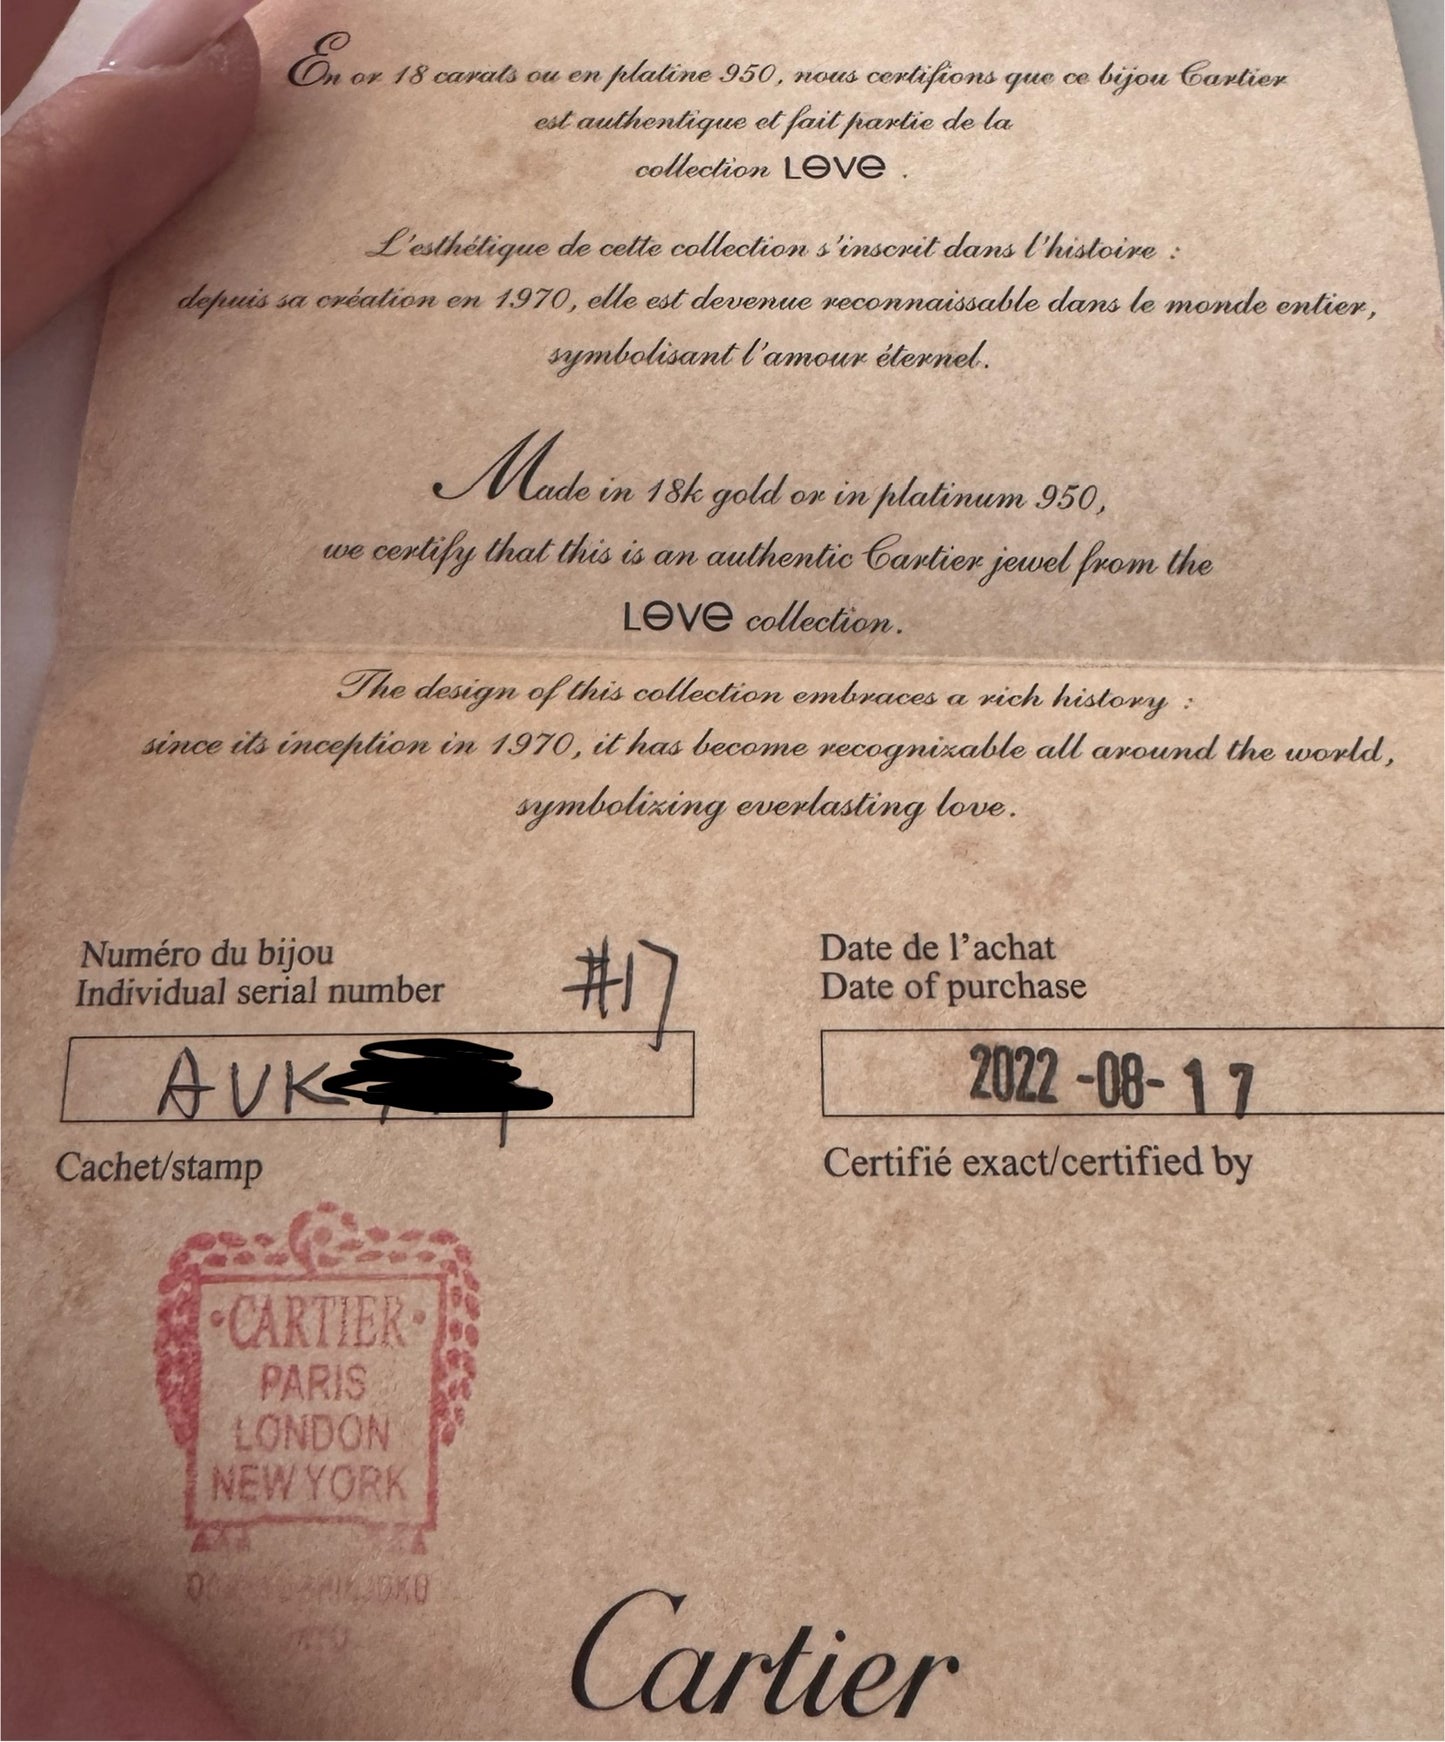 En or 18 carats ou en platine 950, nous certifions que ce bijou Cartier
est authentique et fait partie de la
collection LOVE .
L'esthétique de cette collection s'inscrit dans l'histoire :
depuis sa création en 1970, elle est devenue reconnaissable dans le monde entier,
symbolisant l'amour éternel.
Made in 18k gold or in platinum 950,
we certify that this is an authentic Cartier jewel from the
LOVE collection.
The design of this collection embraces a rich history :
since its inception in 1970, it has become recognizable all around the world,
symbolizing everlasting love.
Numéro du bijou
Individual serial number
#17
AUK
Date de l'achat
Date of purchase
2022 -08- 17
Cachet/stamp
Certifié exact/certified by
·CARTIER·
PARIS
LONDON
NEW YORK
Cartier